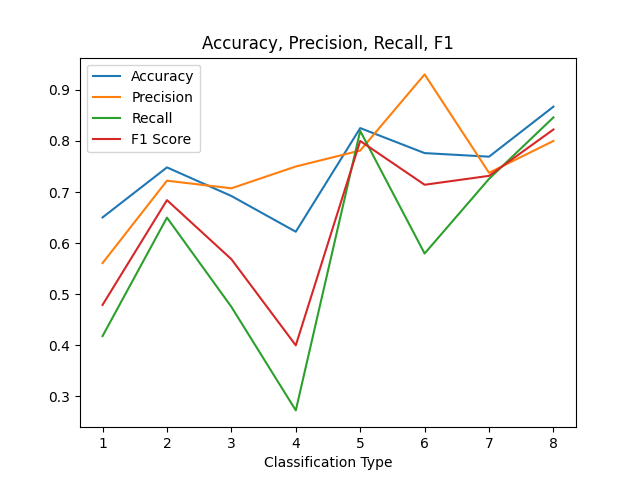 Accuracy, Precision, Recall, F1
Accuracy
Precision
Recall
F1 Score
0.9
0.8
0.7
0.6
0.5
0.4
0.3
1 2 3 4 5 6 7 8
Classification Type